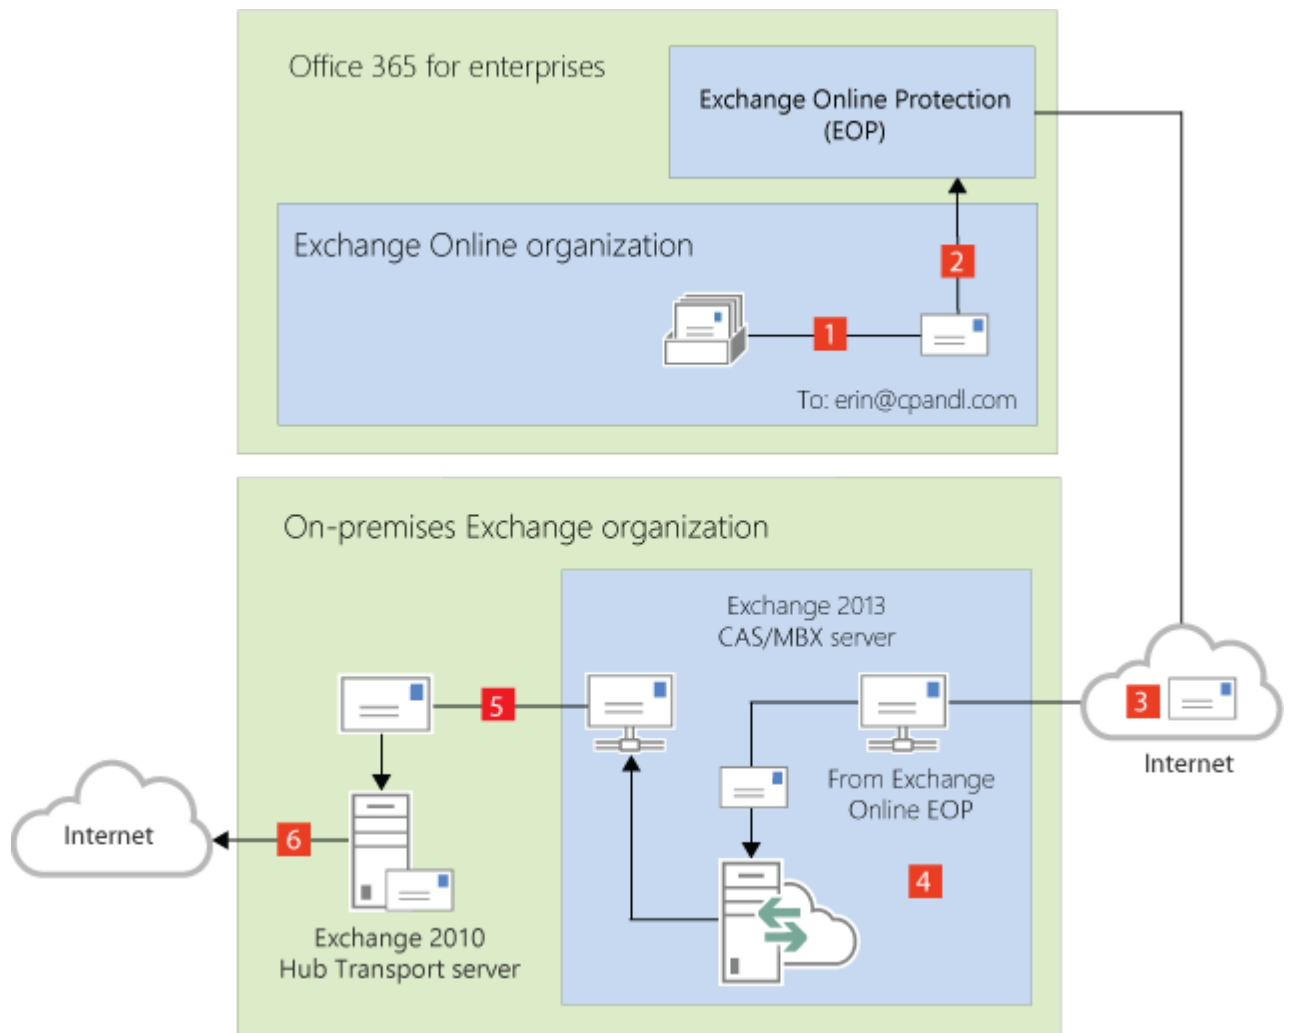 Office 365 for enterprises
Exchange Online Protection
(EOP)
Exchange Online organization
2
1
To: erin@cpandl.com
On-premises Exchange organization
Exchange 2013
CAS/MBX server
5
3
Internet
From Exchange
Online EOP
Internet
6
4
Exchange 2010
Hub Transport server